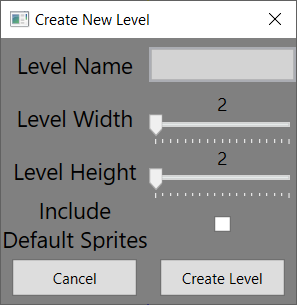 Create New Level
Level Name
2
Level Width
2
Level Height
Include
Default Sprites
Cancel
Create Level